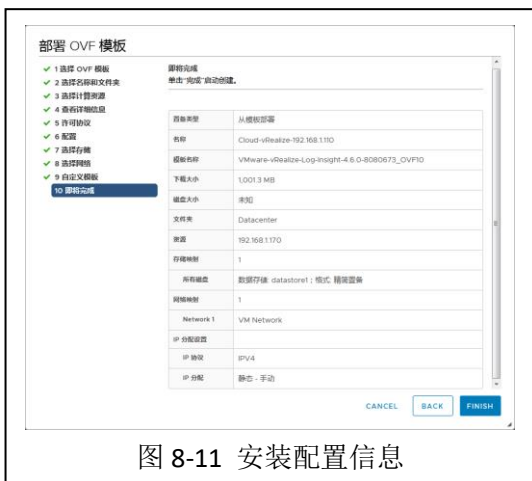 部署 OVF 模板
1 选择 OVF 模板
2 选择名称和文件夹
3 选择计算资源
4 查看详细信息
5 许可协议
6 配置
7 选择存储
8 选择网络
9 自定义模板
10 即将完成
即将完成
单击“完成”启动创建。
置备类型 从模板部署
名称 Cloud-vRealize-192.168.1.110
模板名称 VMware-vRealize-Log-Insight-4.6.0-8080673_OVF10
下载大小 1,001.3 MB
磁盘大小 未知
文件夹 Datacenter
资源 192.168.1.170
存储映射 1
所有磁盘 数据存储: datastore1；格式: 精简置备
网络映射 1
Network 1 VM Network
IP 分配设置
IP 协议 IPV4
IP 分配 静态 - 手动
CANCEL BACK FINISH
图 8-11 安装配置信息